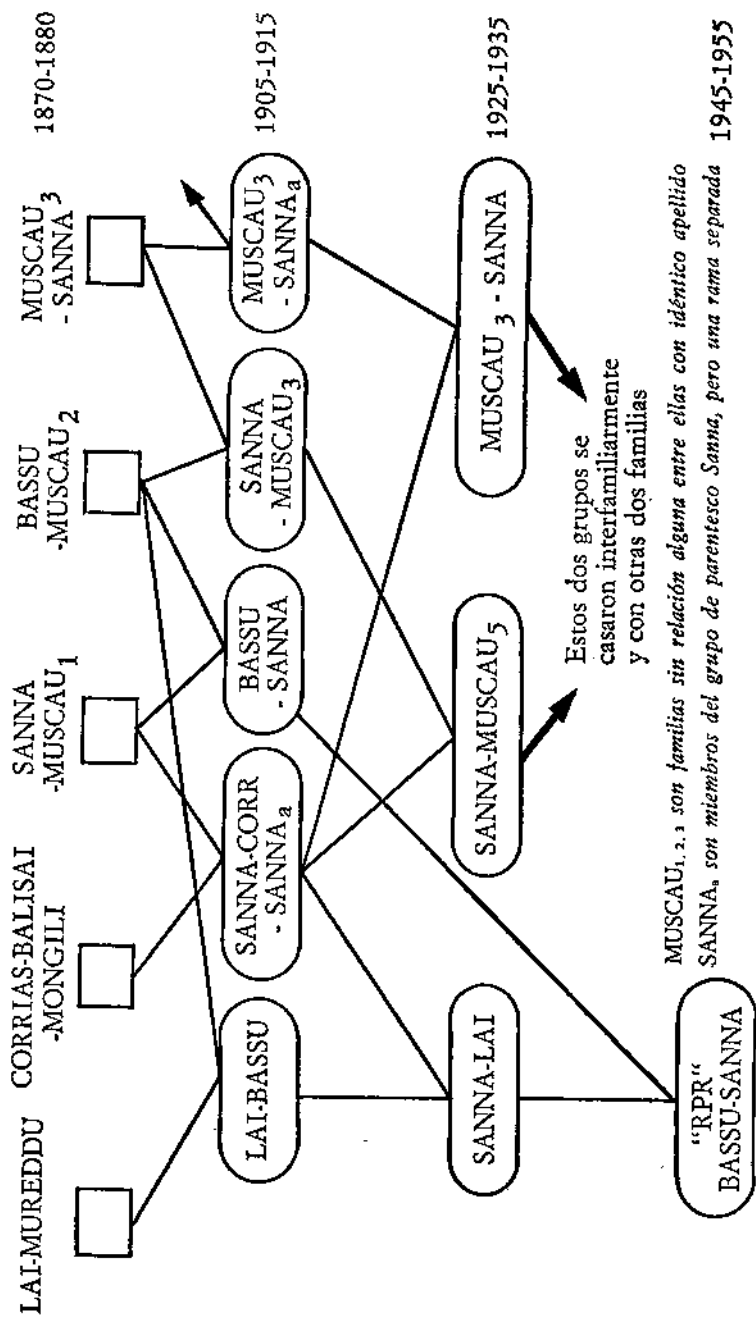 LAI-MUREDDU
CORRIAS-BALISAI
-MONGILI
SANNA
-MUSCAU1
BASSU
-MUSCAU2
MUSCAU
- SANNA3
1870-1880
LAI-BASSU
SANNA-CORR
- SANNAa
BASSU
- SANNA
SANNA
- MUSCAU3
MUSCAU3
- SANNAa
1905-1915
SANNA-LAI
SANNA-MUSCAU5
MUSCAU3 - SANNA
1925-1935
Estos dos grupos se
casaron interfamiliarmente
y con otras dos familias
"RPR"
BASSU-SANNA
MUSCAU1, 2, 3 son familias sin relación alguna entre ellas con idéntico apellido
SANNAa son miembros del grupo de parentesco Sanna, pero una rama separada
1945-1955